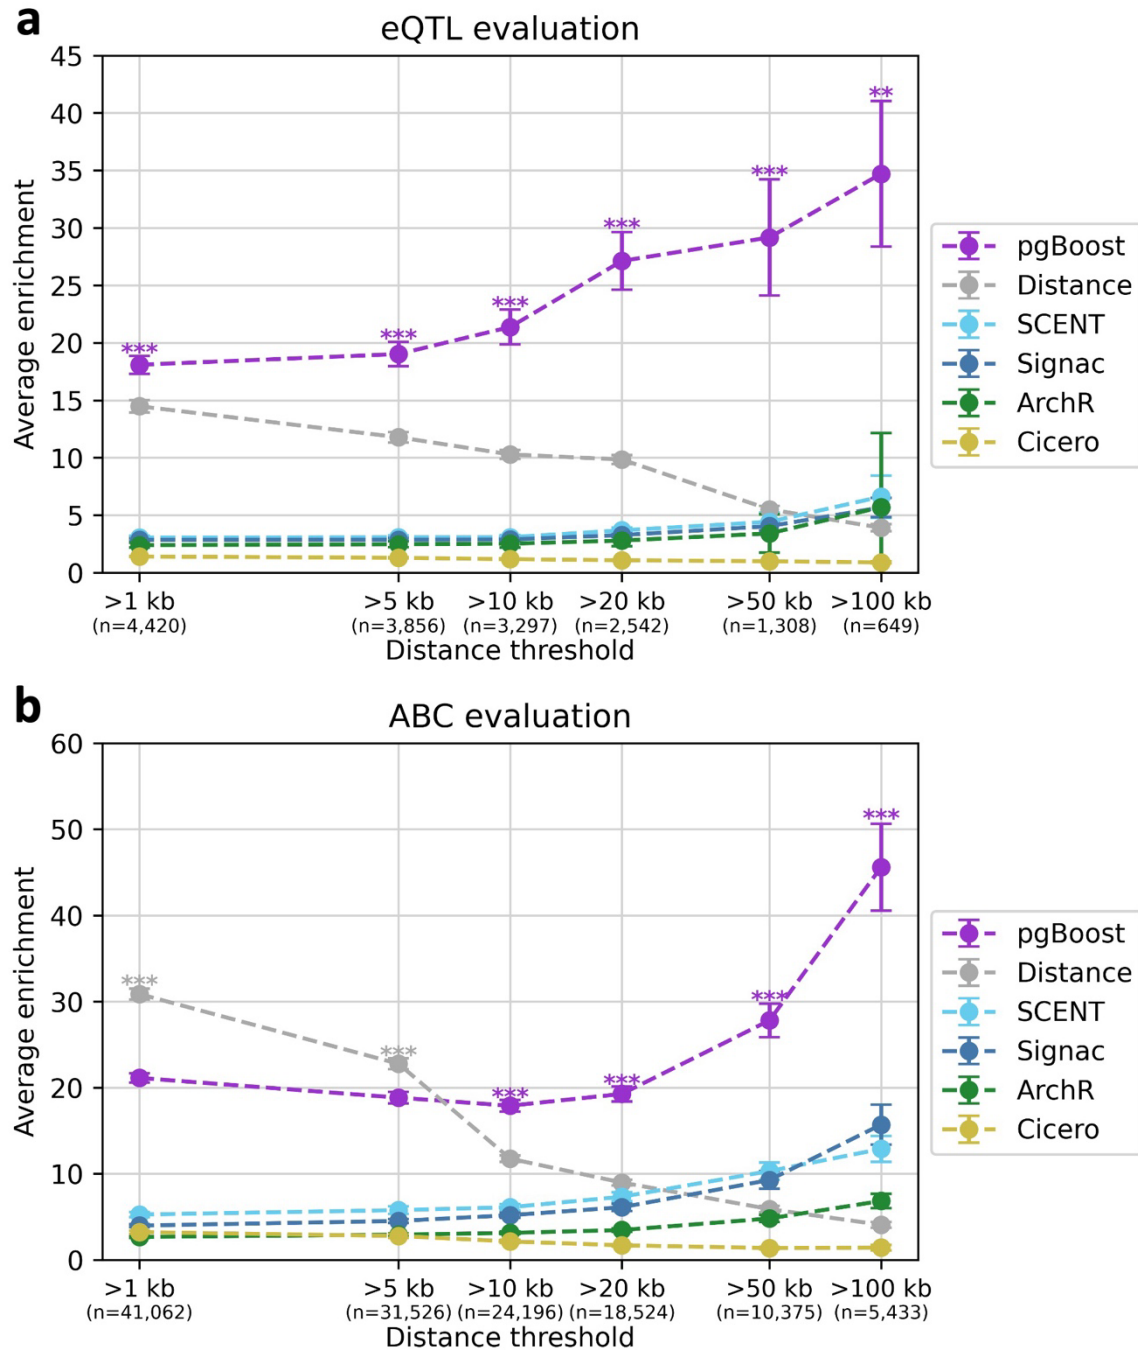 a
eQTL evaluation
45
40
35
30
25
20
15
10
5
0
Average enrichment
***
***
***
***
***
**
>1 kb >5 kb >10 kb >20 kb >50 kb >100 kb
(n=4,420) (n=3,856) (n=3,297) (n=2,542) (n=1,308) (n=649)
Distance threshold
pgBoost
Distance
SCENT
Signac
ArchR
Cicero
b
ABC evaluation
60
50
40
30
20
10
0
Average enrichment
***
***
***
***
***
***
>1 kb >5 kb >10 kb >20 kb >50 kb >100 kb
(n=41,062) (n=31,526) (n=24,196) (n=18,524) (n=10,375) (n=5,433)
Distance threshold
pgBoost
Distance
SCENT
Signac
ArchR
Cicero